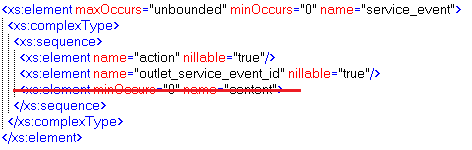 <xs:element maxOccurs="unbounded" minOccurs="0" name="service_event">
<xs:complexType>
<xs:sequence>
<xs:element name="action" nillable="true"/>
<xs:element name="outlet_service_event_id" nillable="true"/>
<xs:element minOccurs="0" name="content">
</xs:sequence>
</xs:complexType>
</xs:element>